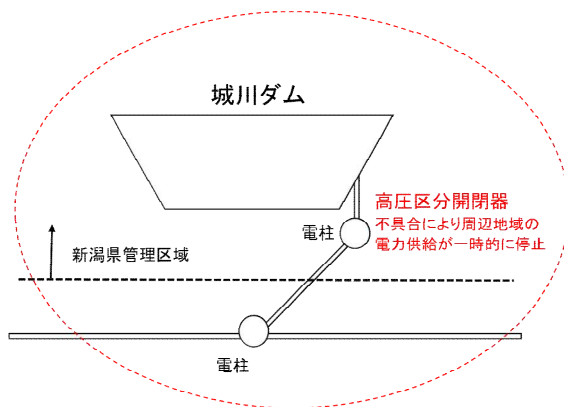 城川ダム
高圧区分開閉器
不具合により周辺地域の
電力供給が一時的に停止
電柱
新潟県管理区域
電柱